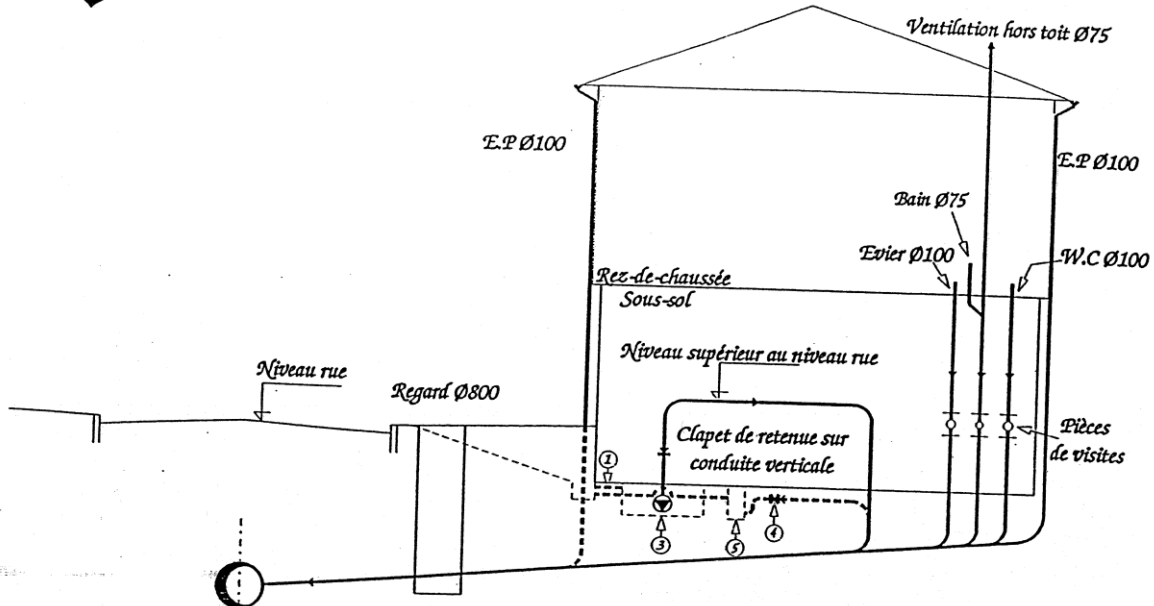 Ventilation hors toit Ø75
E.P Ø100
E.P Ø100
Bain Ø75
Evier Ø100
W.C Ø100
Rez-de-chaussée
Sous-sol
Niveau supérieur au niveau rue
Niveau rue
Regard Ø800
Clapet de retenue sur
conduite verticale
Pièces
de visites
1
3
5
4